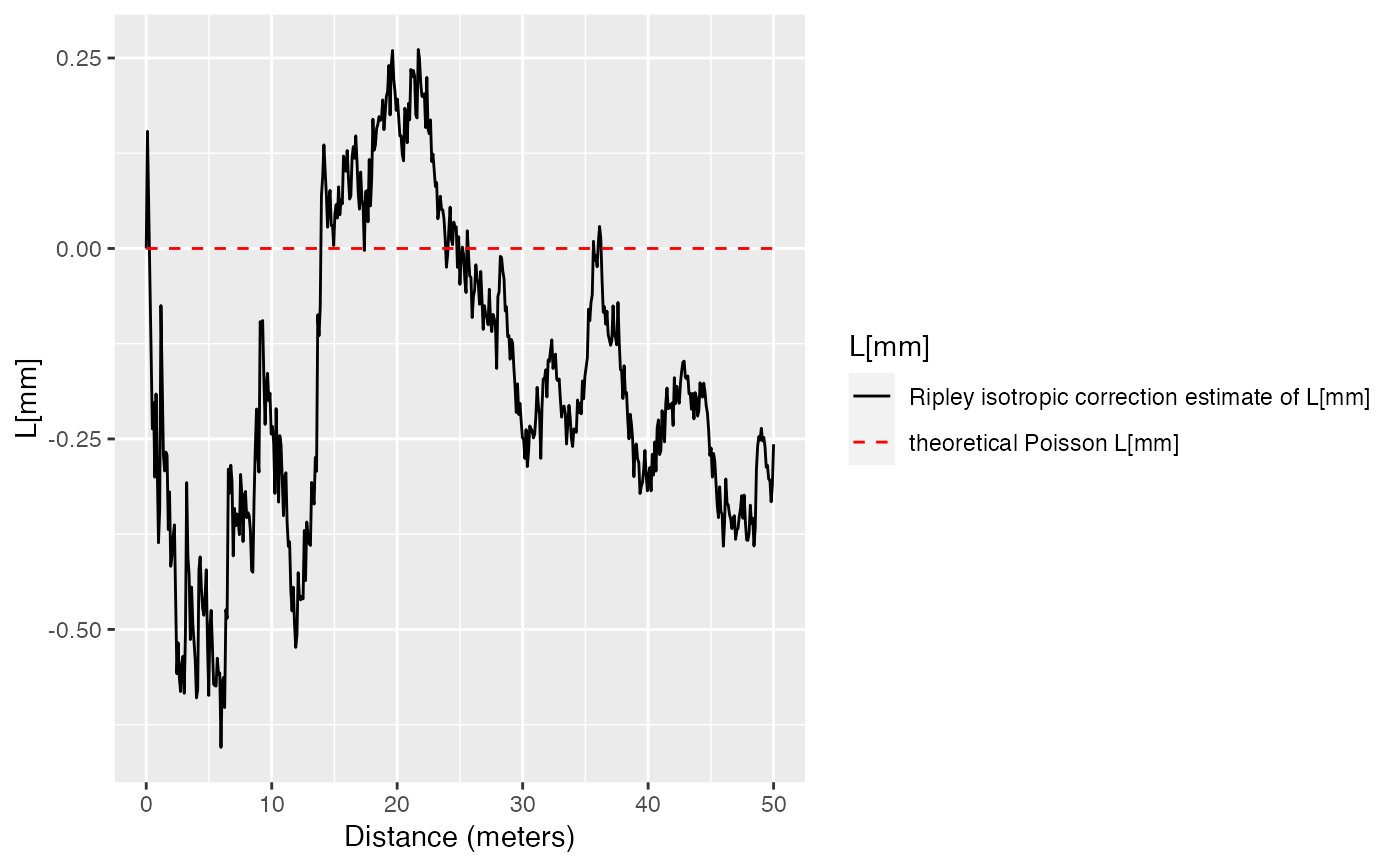 0.25
0.00
-0.25
-0.50
L[mm]
0
10
20
30
40
50
Distance (meters)
L[mm]
Ripley isotropic correction estimate of L[mm]
theoretical Poisson L[mm]